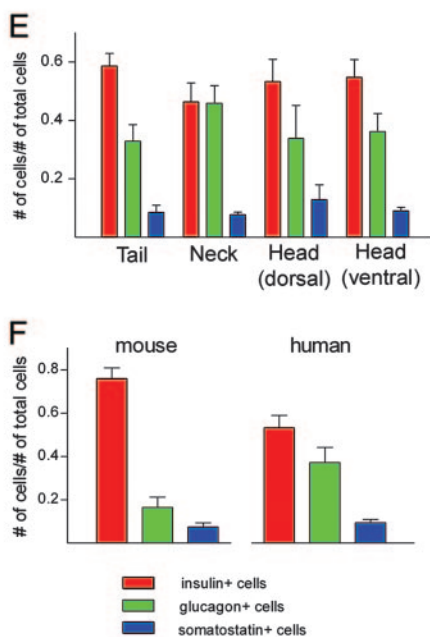 E
# of cells/# of total cells
0.6
0.4
0.2
Tail Neck Head (dorsal) Head (ventral)
F
mouse human
# of cells/# of total cells
0.8
0.6
0.4
0.2
insulin+ cells
glucagon+ cells
somatostatin+ cells